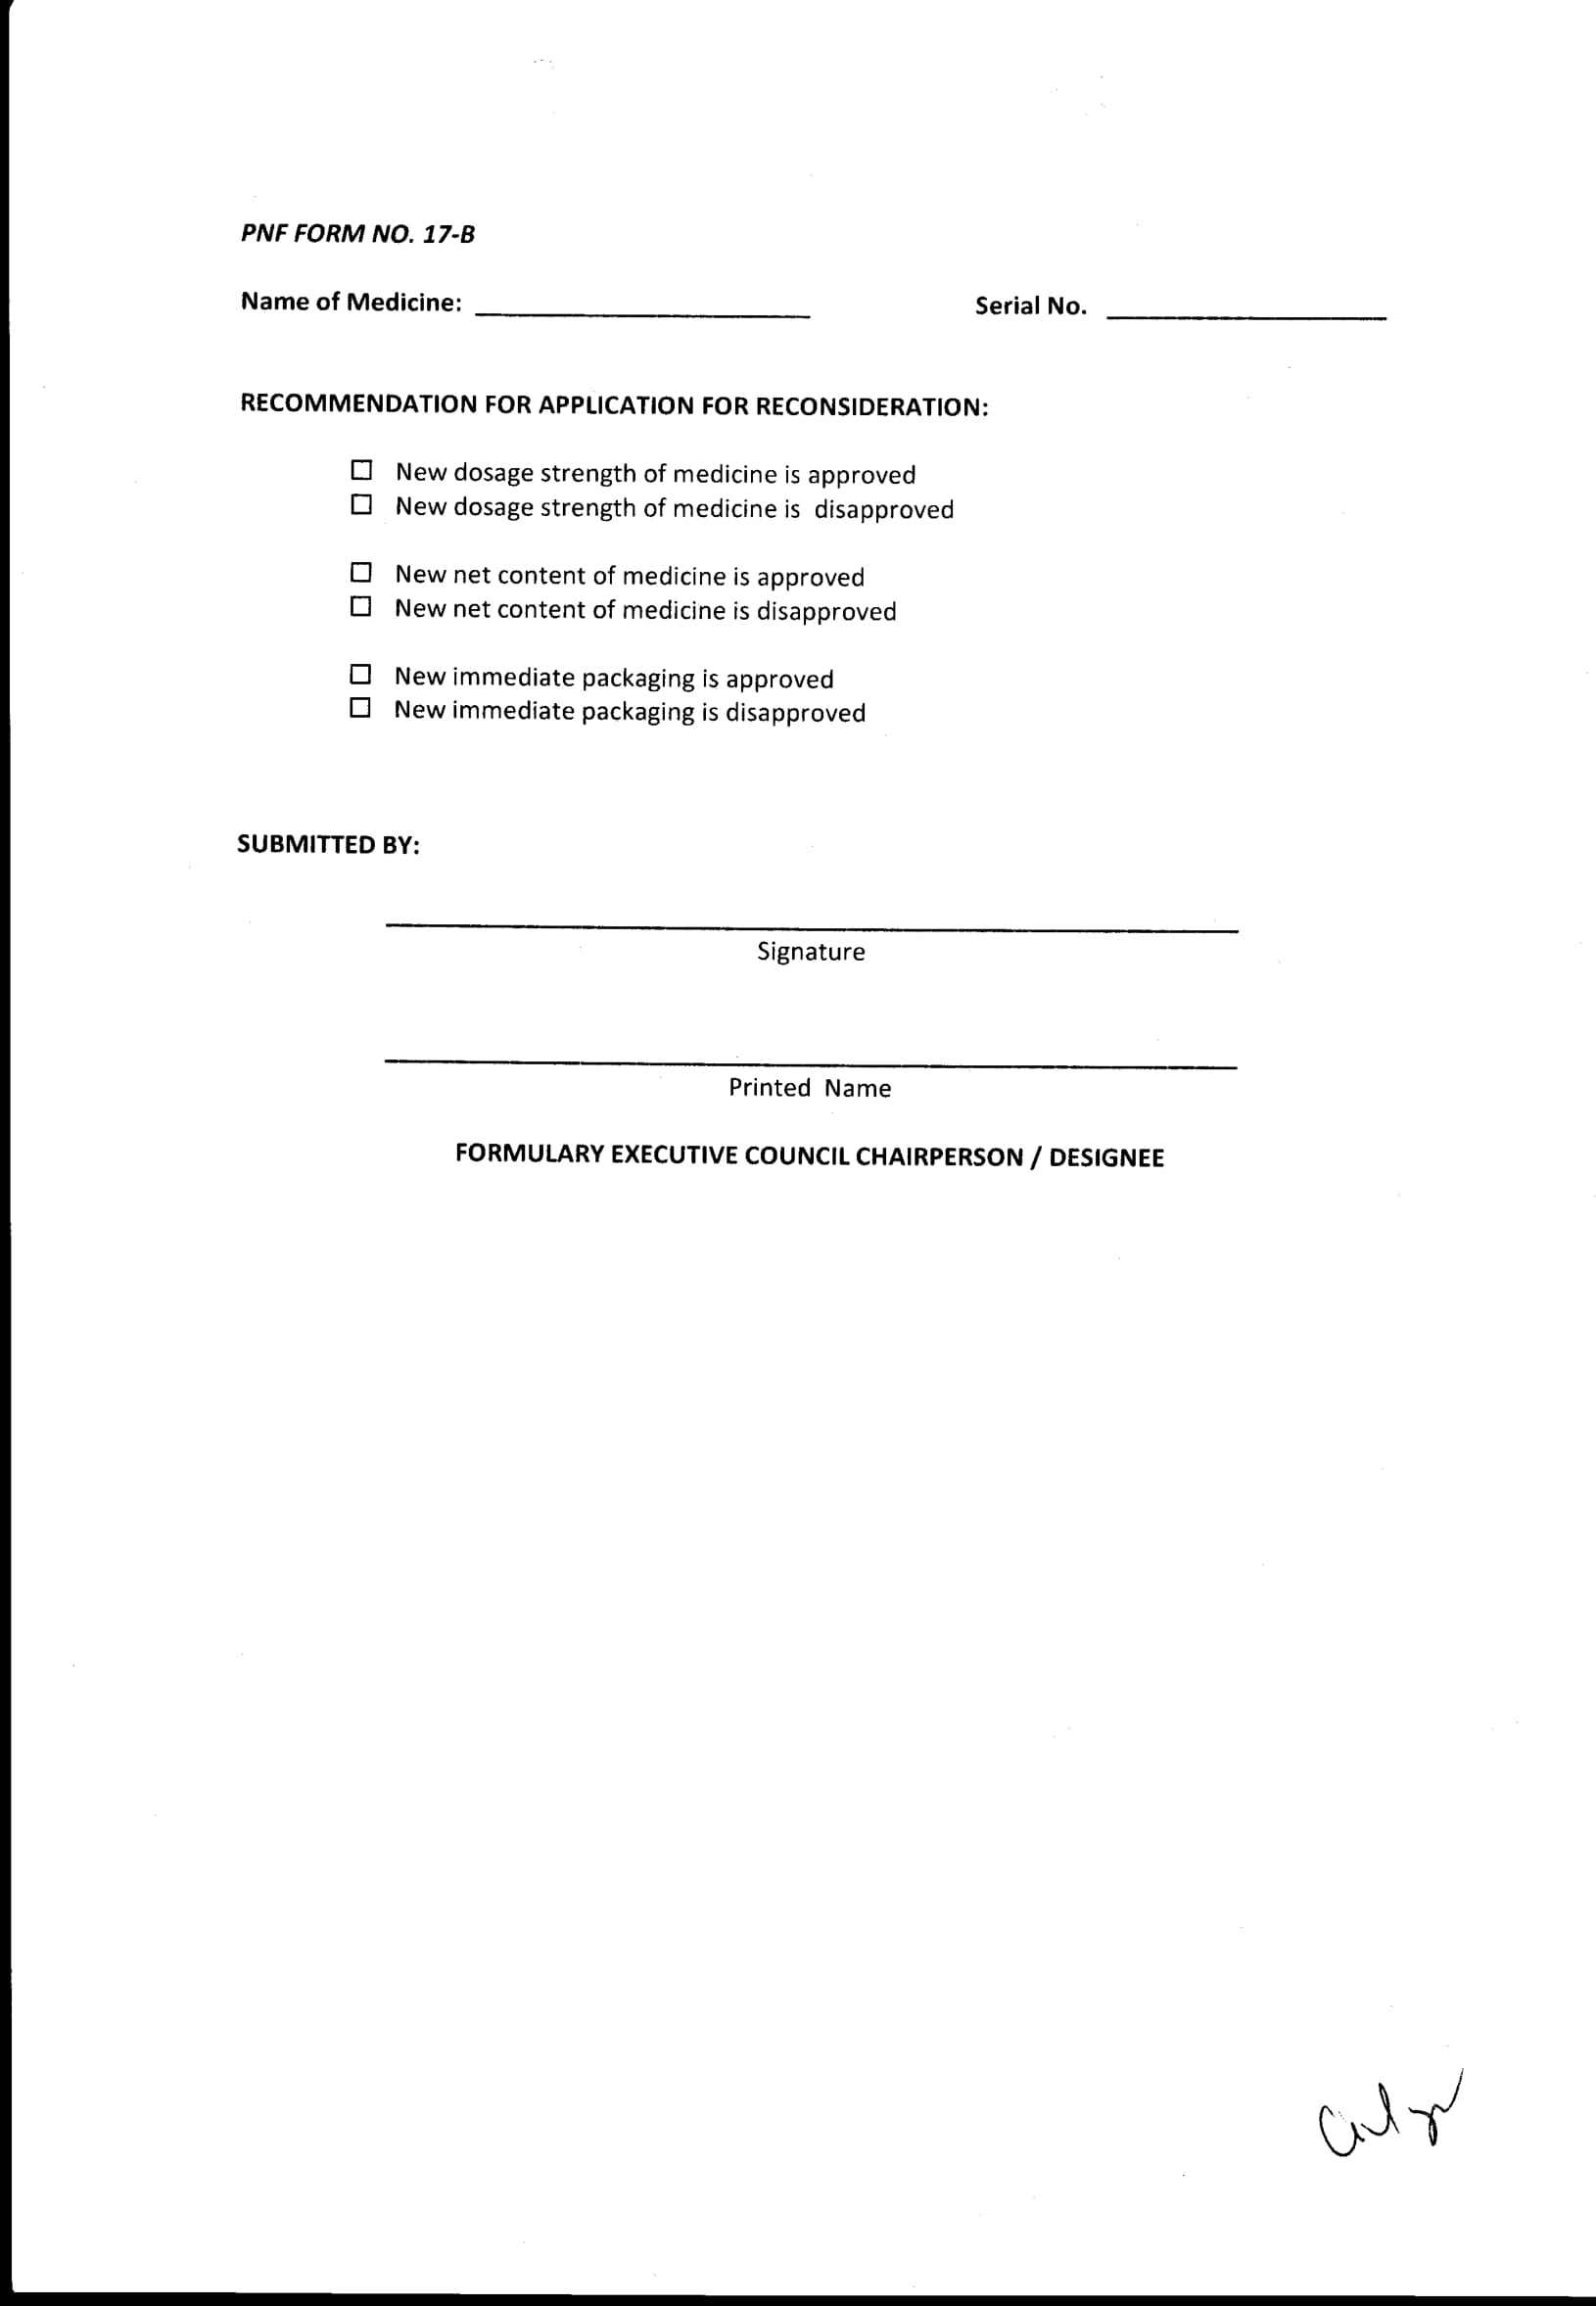 PNF FORM NO. 17-B
Name of Medicine: Serial No.
RECOMMENDATION FOR APPLICATION FOR RECONSIDERATION:
☐ New dosage strength of medicine is approved
☐ New dosage strength of medicine is disapproved
☐ New net content of medicine is approved
☐ New net content of medicine is disapproved
☐ New immediate packaging is approved
☐ New immediate packaging is disapproved
SUBMITTED BY:
Signature
Printed Name
FORMULARY EXECUTIVE COUNCIL CHAIRPERSON / DESIGNEE